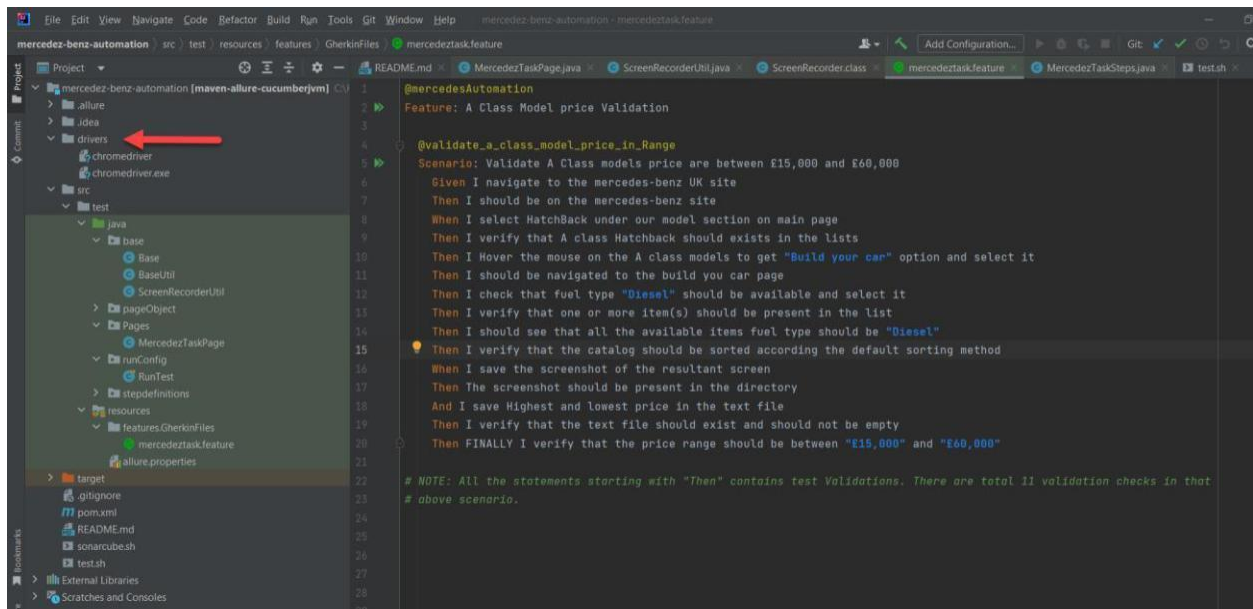 File Edit View Navigate Code Refactor Build Run Tools Git Window Help mercedez-benz-automation - mercedeztask.feature
mercedez-benz-automation src test resources features GherkinFiles mercedeztask.feature Add Configuration... Git:
Project README.md MercedezTaskPage.java ScreenRecorderUtil.java ScreenRecorder.class mercedeztask.feature MercedezTaskSteps.java test.sh
Project
Commit
Bookmarks
mercedez-benz-automation [maven-allure-cucumberjvm]
.allure
.idea
drivers
chromedriver
chromedriver.exe
src
test
java
base
Base
BaseUtil
ScreenRecorderUtil
pageObject
Pages
MercedezTaskPage
runConfig
RunTest
stepdefinitions
resources
features.GherkinFiles
mercedeztask.feature
allure.properties
target
.gitignore
pom.xml
README.md
sonarcube.sh
test.sh
External Libraries
Scratches and Consoles
1 @mercedesAutomation
2 Feature: A Class Model price Validation
3
4 @validate_a_class_model_price_in_Range
5 Scenario: Validate A Class models price are between £15,000 and £60,000
6 Given I navigate to the mercedes-benz UK site
7 Then I should be on the mercedes-benz site
8 When I select HatchBack under our model section on main page
9 Then I verify that A class Hatchback should exists in the lists
10 Then I Hover the mouse on the A class models to get "Build your car" option and select it
11 Then I should be navigated to the build you car page
12 Then I check that fuel type "Diesel" should be available and select it
13 Then I verify that one or more item(s) should be present in the list
14 Then I should see that all the available items fuel type should be "Diesel"
15 Then I verify that the catalog should be sorted according the default sorting method
16 When I save the screenshot of the resultant screen
17 Then The screenshot should be present in the directory
18 And I save Highest and lowest price in the text file
19 Then I verify that the text file should exist and should not be empty
20 Then FINALLY I verify that the price range should be between "£15,000" and "£60,000"
21
22 # NOTE: All the statements starting with "Then" contains test Validations. There are total 11 validation checks in that
23 # above scenario.
24
25
26
27
28